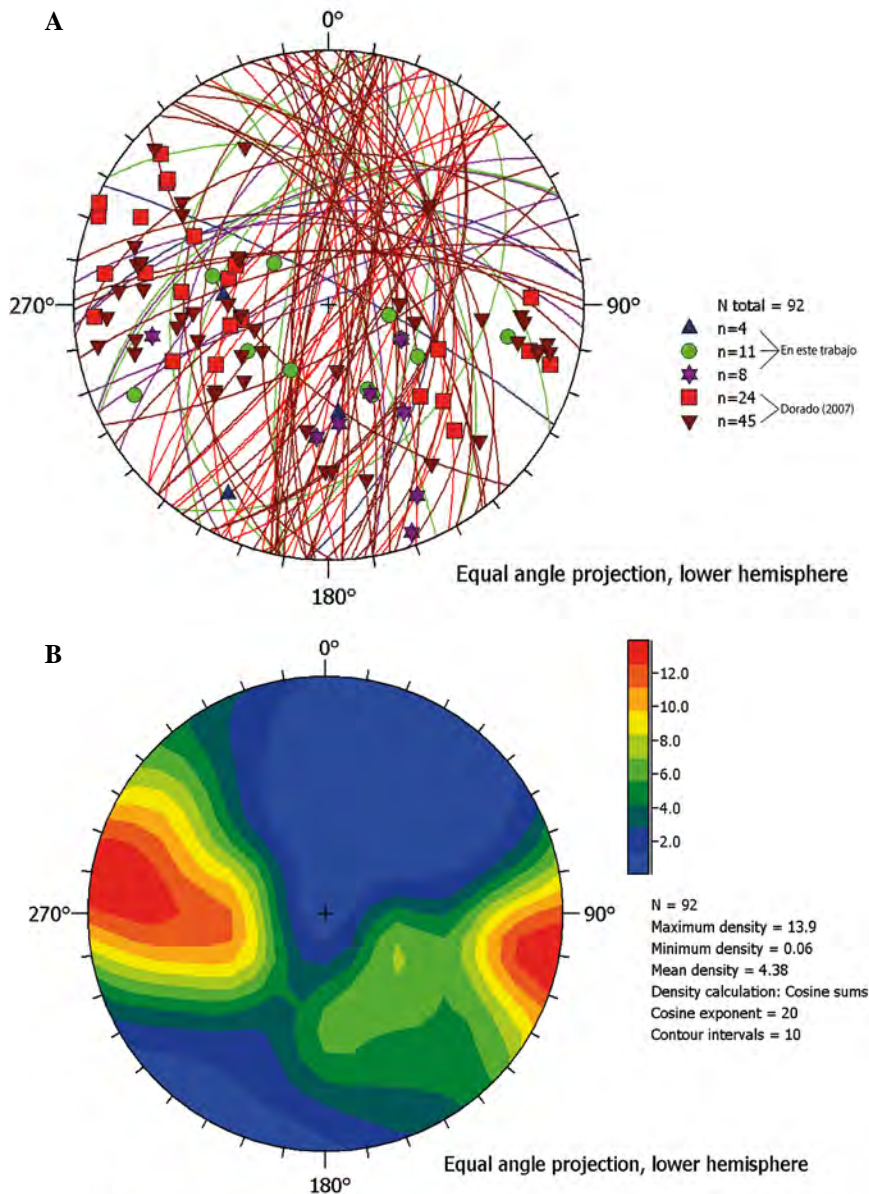 A
0°
270°
90°
180°
N total = 92
n=4
n=11
En este trabajo
n=8
n=24
Dorado (2007)
n=45
Equal angle projection, lower hemisphere
B
0°
270°
90°
180°
12.0
10.0
8.0
6.0
4.0
2.0
N = 92
Maximum density = 13.9
Minimum density = 0.06
Mean density = 4.38
Density calculation: Cosine sums
Cosine exponent = 20
Contour intervals = 10
Equal angle projection, lower hemisphere